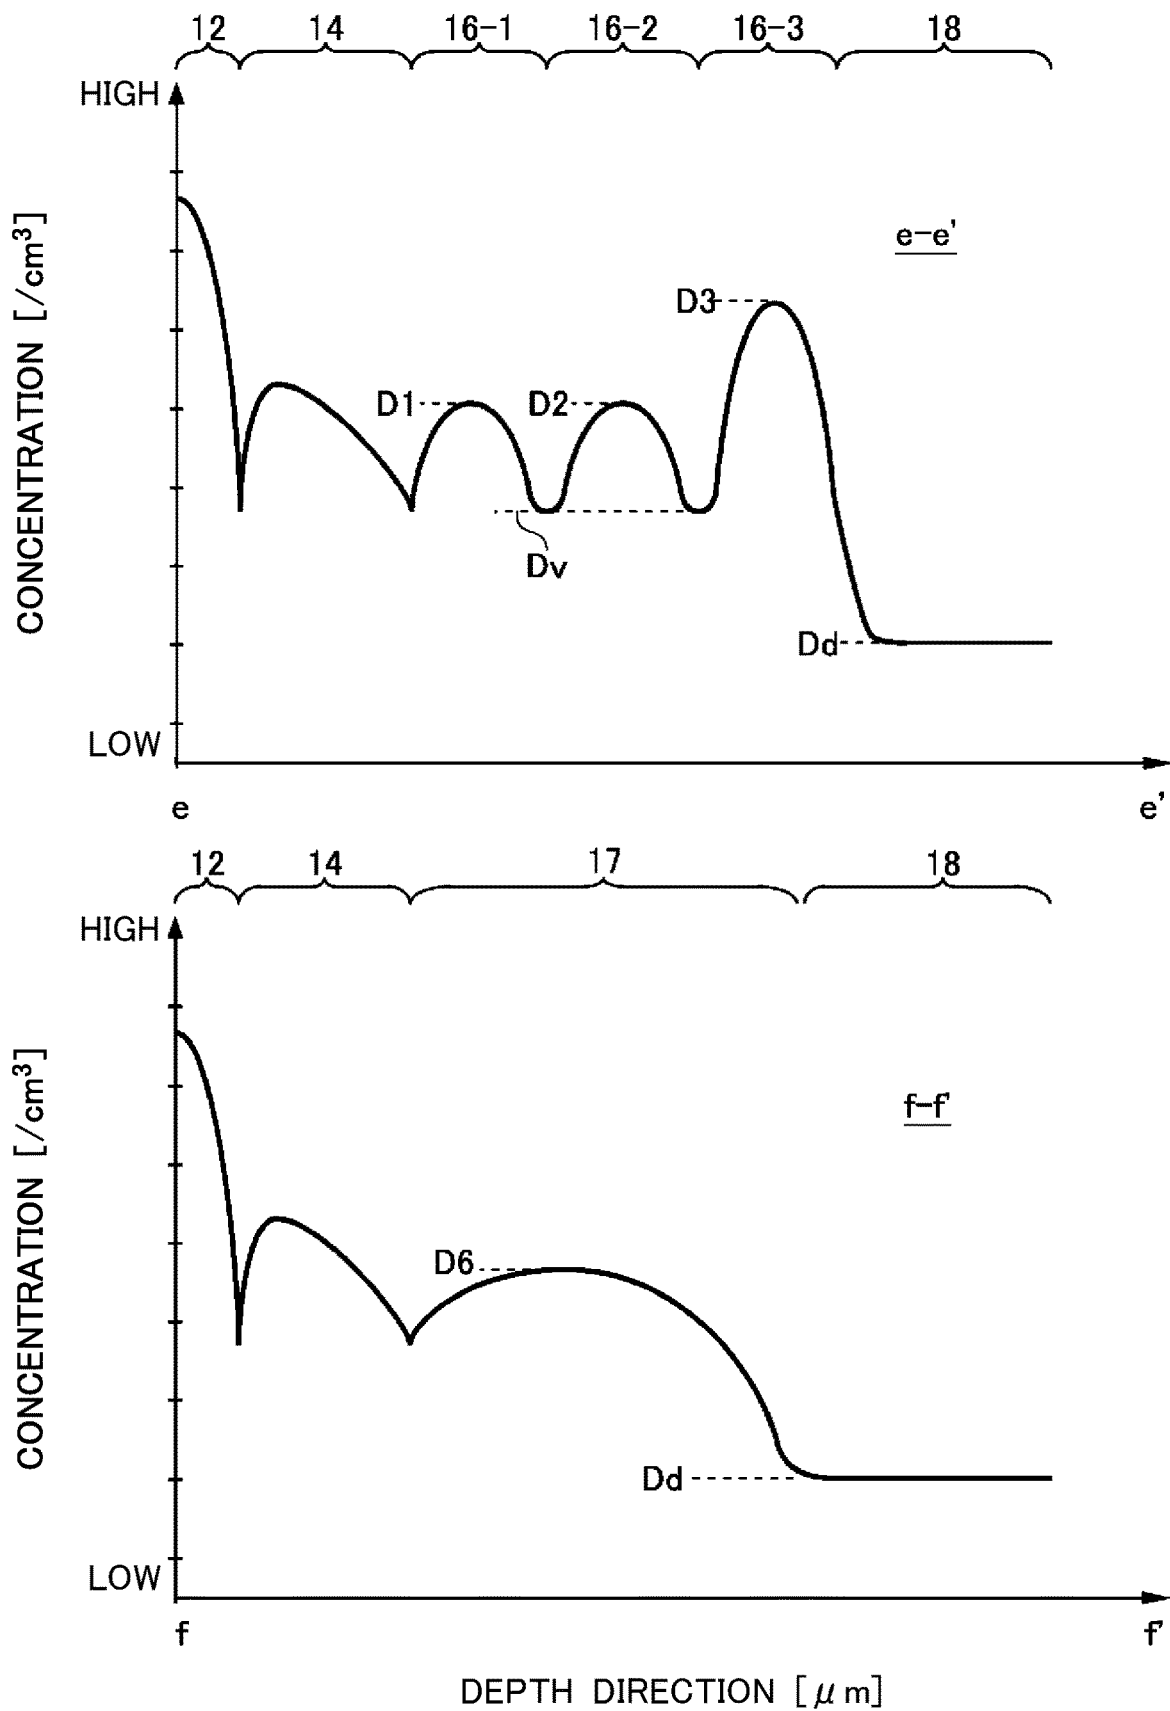 12 14 16-1 16-2 16-3 18
HIGH
CONCENTRATION [/cm³]
e-e'
D3
D1 D2
Dv
Dd
LOW
e e'
12 14 17 18
HIGH
CONCENTRATION [/cm³]
f-f'
D6
Dd
LOW
f f'
DEPTH DIRECTION [μm]